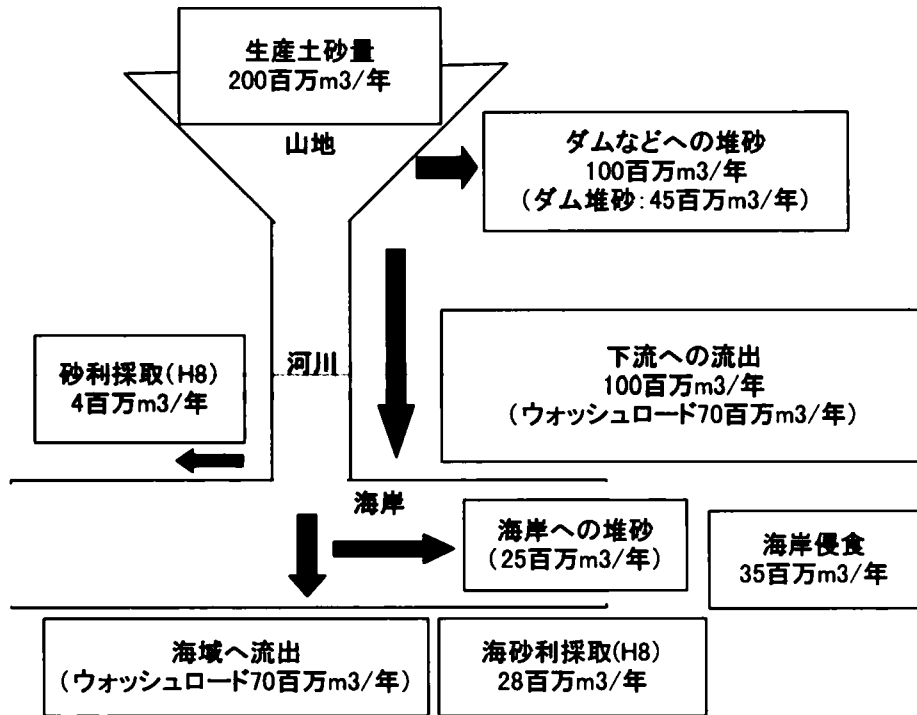 生産土砂量
200百万m3/年
山地
ダムなどへの堆砂
100百万m3/年
(ダム堆砂:45百万m3/年)
河川
下流への流出
100百万m3/年
(ウォッシュロード70百万m3/年)
砂利採取(H8)
4百万m3/年
海岸
海岸への堆砂
(25百万m3/年)
海岸侵食
35百万m3/年
海域へ流出
(ウォッシュロード70百万m3/年)
海砂利採取(H8)
28百万m3/年